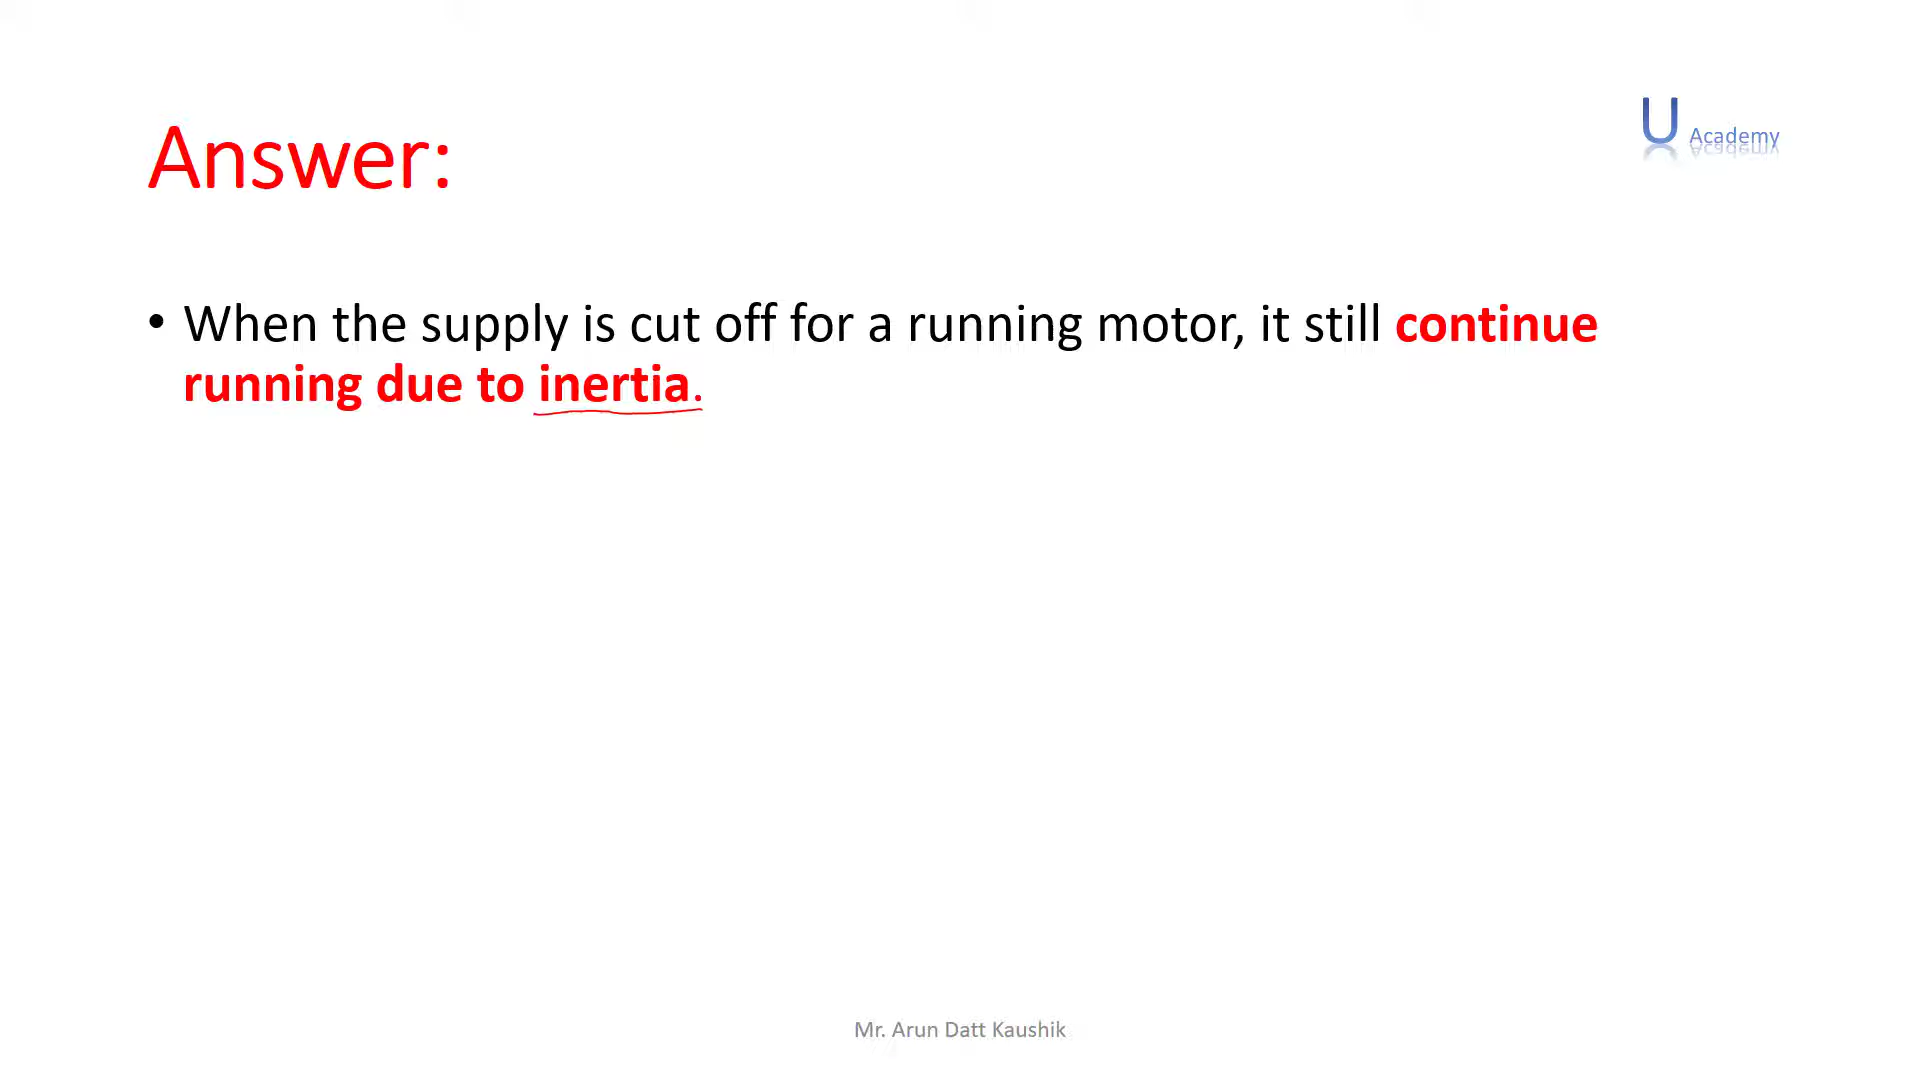 U Academy
Answer:
• When the supply is cut off for a running motor, it still continue
running due to inertia.
Mr. Arun Datt Kaushik